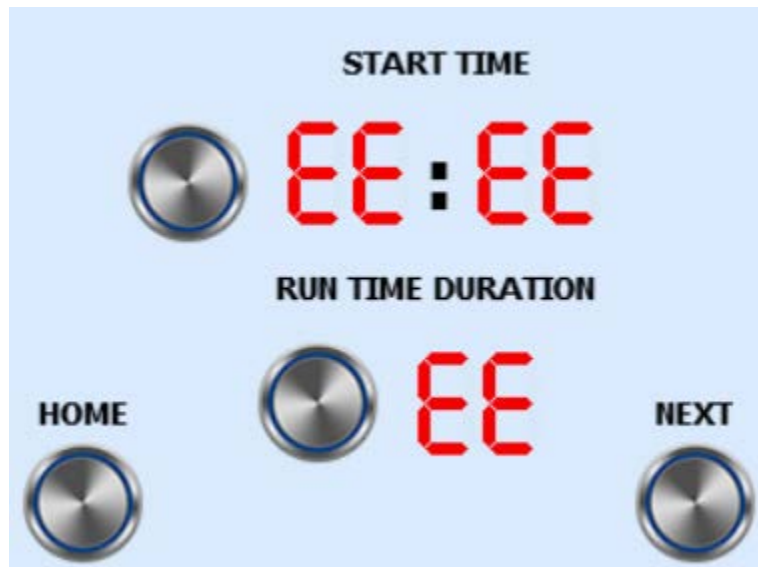 START TIME
EE:EE
RUN TIME DURATION
EE
HOME
NEXT